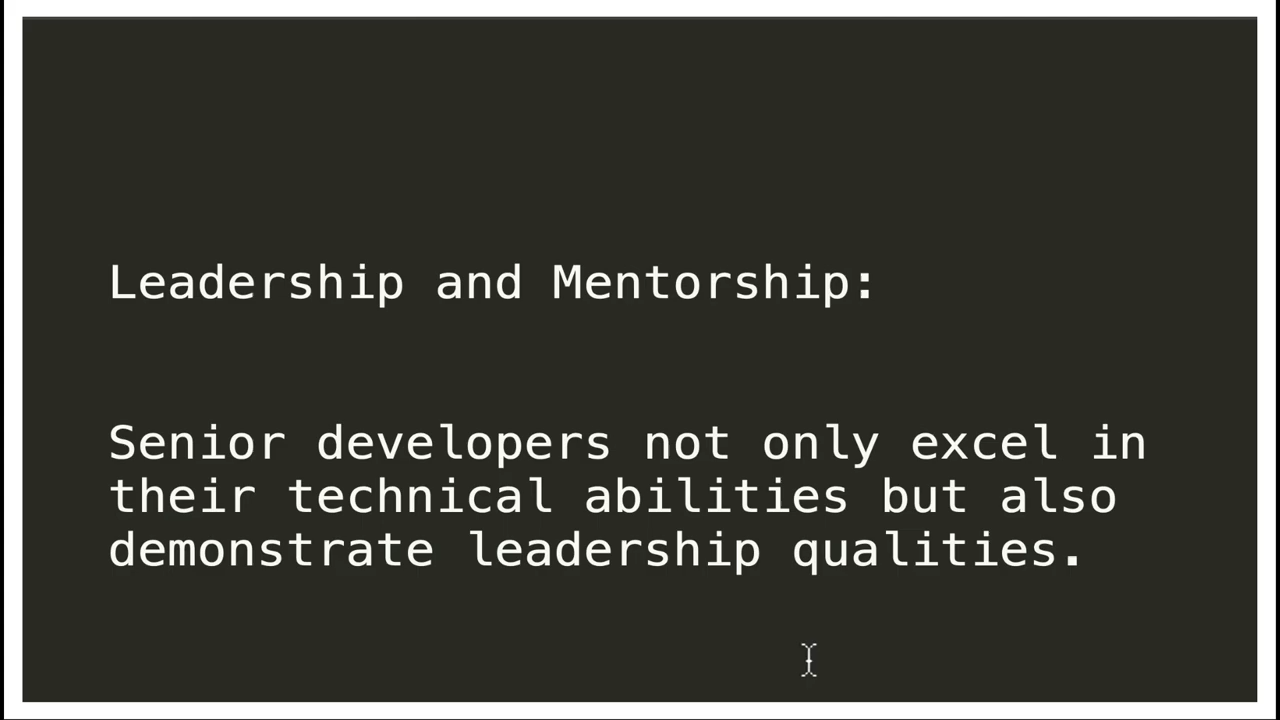 Leadership and Mentorship:
Senior developers not only excel in
their technical abilities but also
demonstrate leadership qualities.